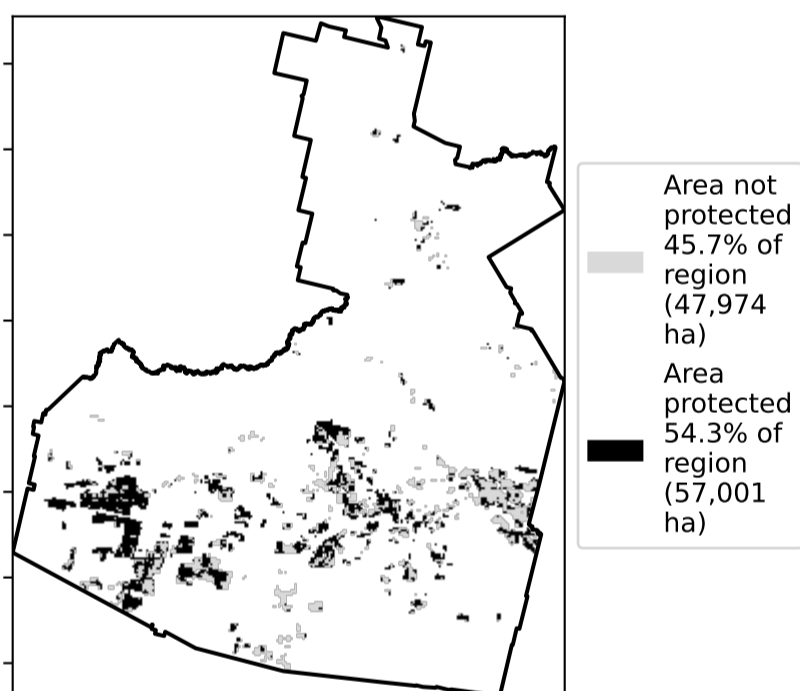 Area not
protected
45.7% of
region
(47,974
ha)
Area
protected
54.3% of
region
(57,001
ha)